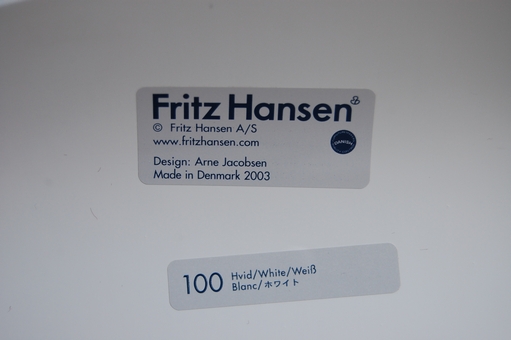 Fritz Hansen
© Fritz Hansen A/S
www.fritzhansen.com
DANISH
Design: Arne Jacobsen
Made in Denmark 2003
100 Hvid/White/Weiß
Blanc/ホワイト